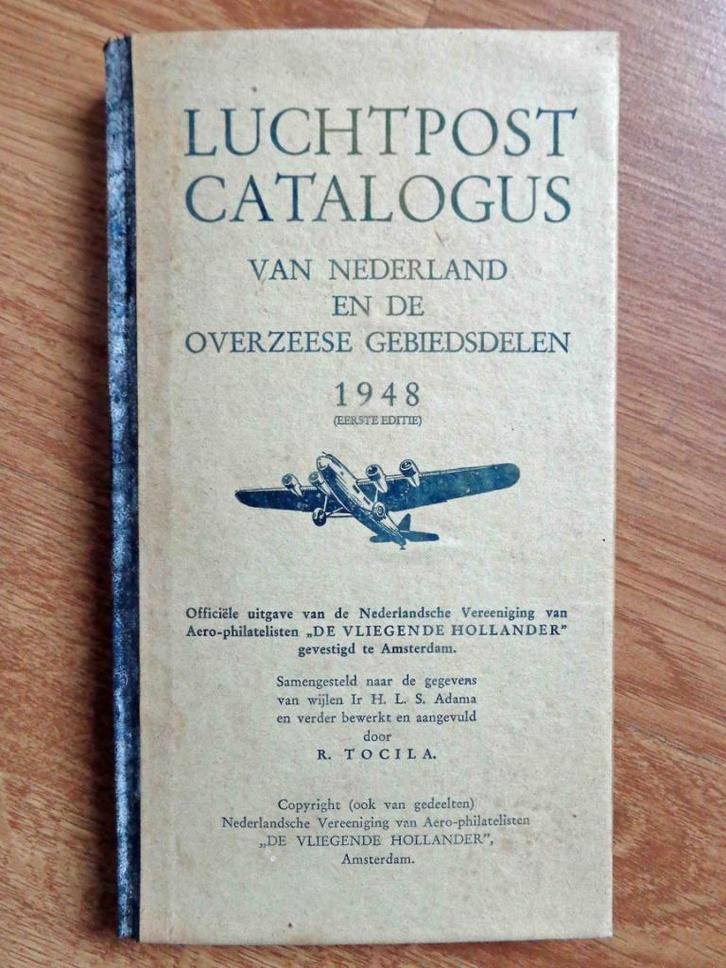 LUCHTPOST
CATALOGUS
VAN NEDERLAND
EN DE
OVERZEESE GEBIEDSDELEN
1948
(EERSTE EDITIE)
Officiële uitgave van de Nederlandsche Vereeniging van
Aero-philatelisten „DE VLIEGENDE HOLLANDER”
gevestigd te Amsterdam.
Samengesteld naar de gegevens
van wijlen Ir H. L. S. Adama
en verder bewerkt en aangevuld
door
R. TOCILA.
Copyright (ook van gedeelten)
Nederlandsche Vereeniging van Aero-philatelisten
„DE VLIEGENDE HOLLANDER”,
Amsterdam.